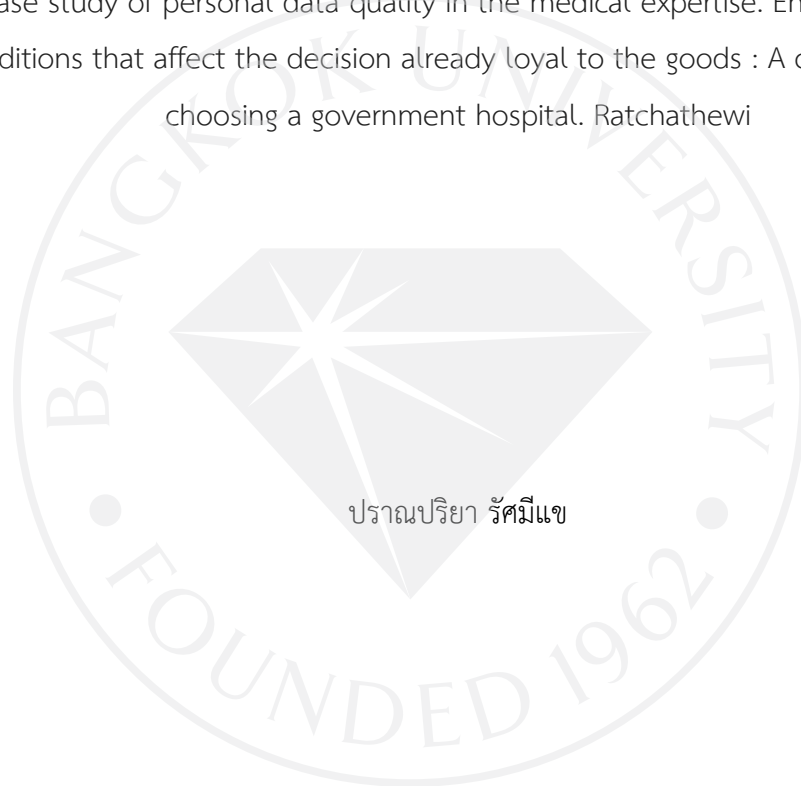 ase study of personal data quality in the medical expertise. En
ditions that affect the decision already loyal to the goods : A c
choosing a government hospital. Ratchathewi
BANGKOK UNIVERSITY
ปราณปริยา รัศมีแข
FOUNDED 1962